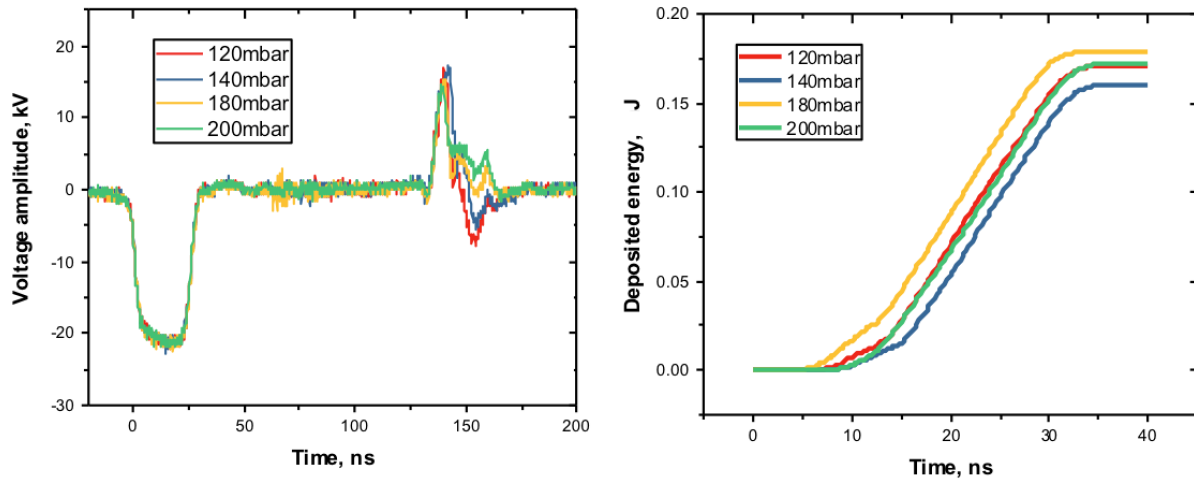 Voltage amplitude, kV
20
10
0
-10
-20
-30
120mbar
140mbar
180mbar
200mbar
0
50
100
150
200
Time, ns
Deposited energy, J
0.20
0.15
0.10
0.05
0.00
120mbar
140mbar
180mbar
200mbar
0
10
20
30
40
Time, ns